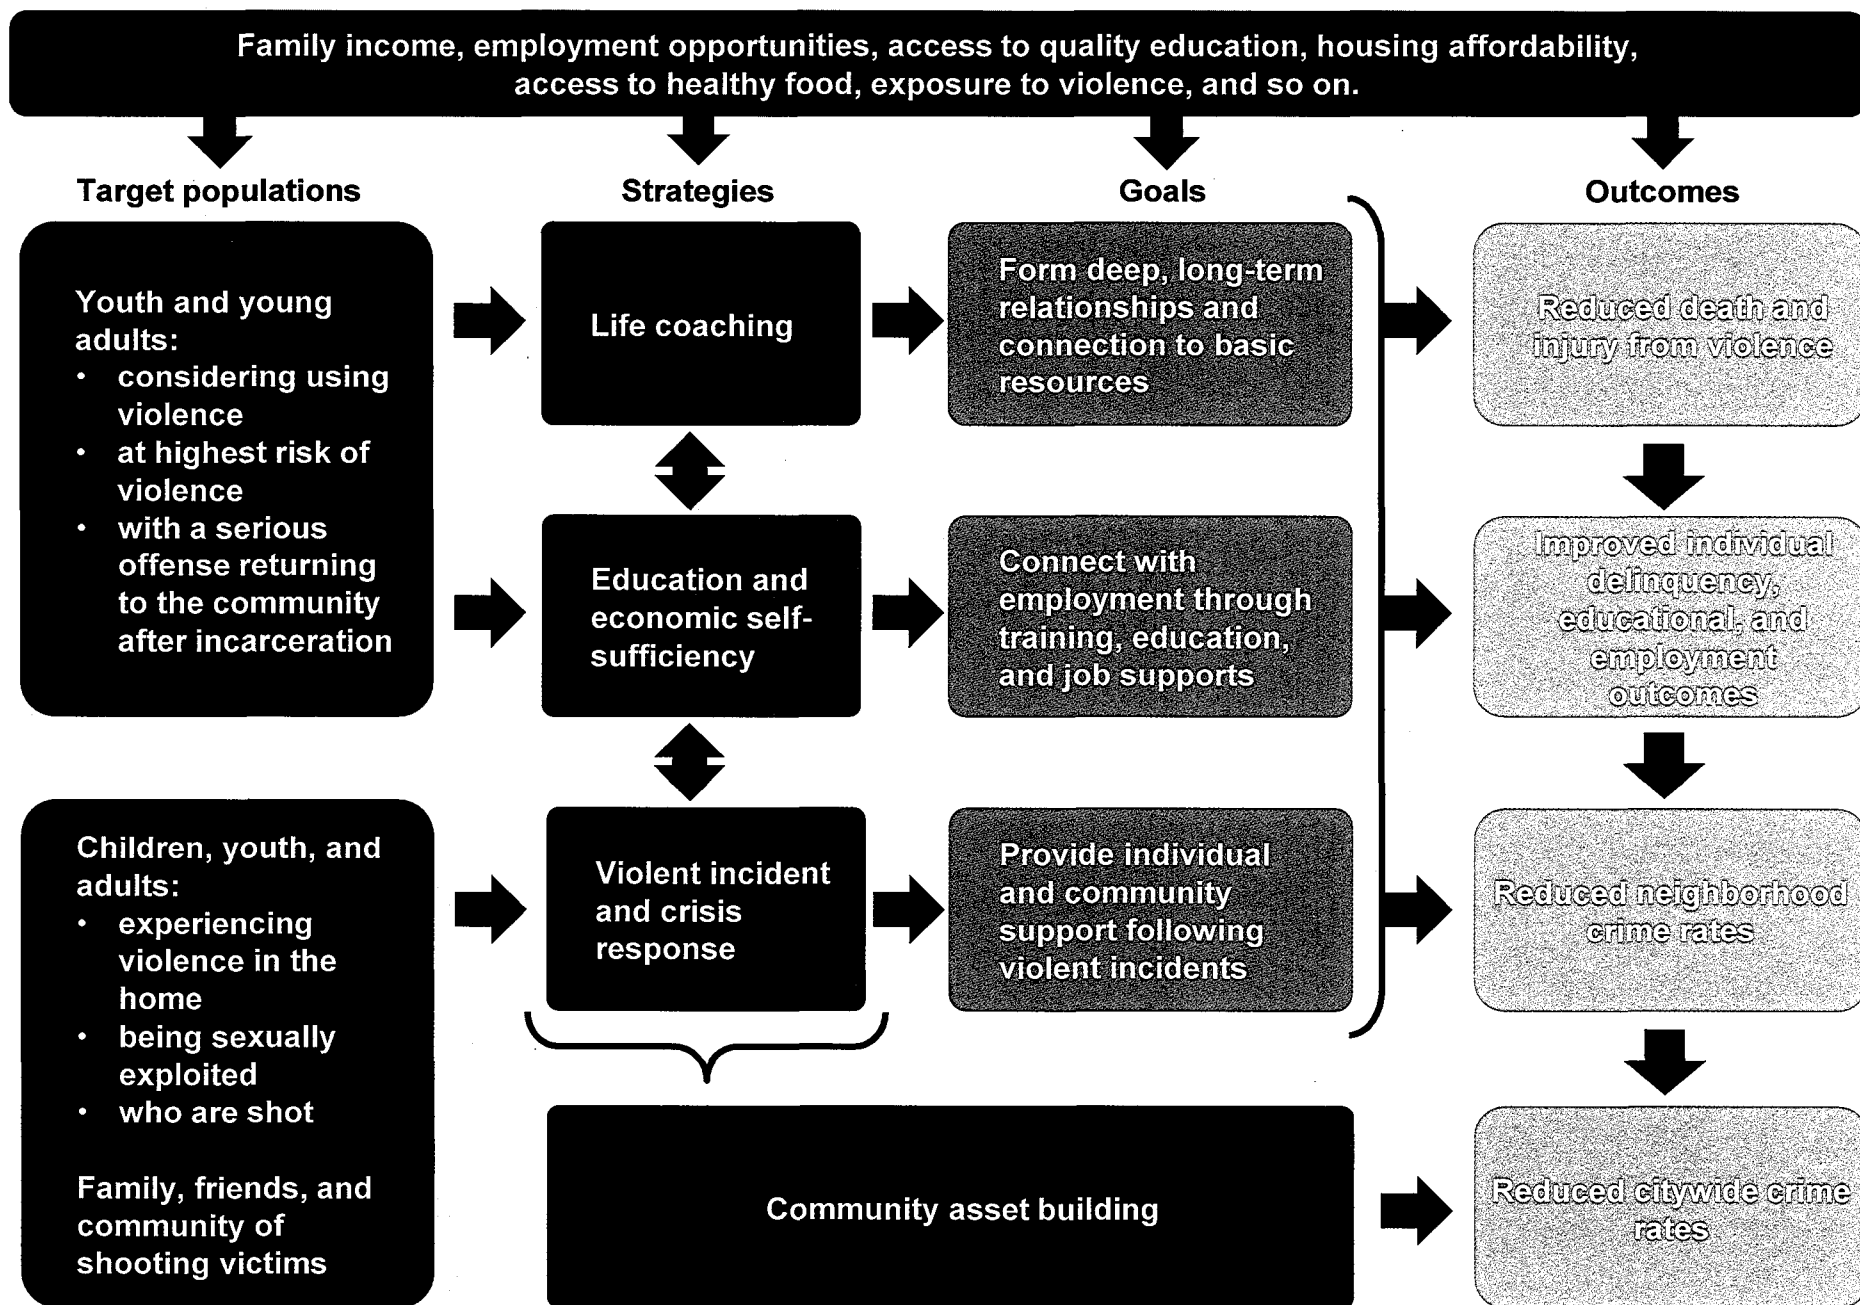 Family income, employment opportunities, access to quality education, housing affordability,
access to healthy food, exposure to violence, and so on.
Target populations
Strategies
Goals
Outcomes
Youth and young
adults:
• considering using
violence
• at highest risk of
violence
• with a serious
offense returning
to the community
after incarceration
Life coaching
Form deep, long-term
relationships and
connection to basic
resources
Reduced death and
injury from violence
Education and
economic self-
sufficiency
Connect with
employment through
training, education,
and job supports
Improved individual
delinquency,
educational, and
employment
outcomes
Children, youth, and
adults:
• experiencing
violence in the
home
• being sexually
exploited
• who are shot
Family, friends, and
community of
shooting victims
Violent incident
and crisis
response
Provide individual
and community
support following
violent incidents
Reduced neighborhood
crime rates
Community asset building
Reduced citywide crime
rates